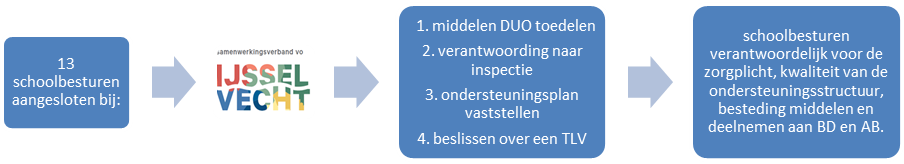 13
schoolbesturen
aangesloten bij:
samenwerkingsverband vo
IJSSEL
VECHT
1. middelen DUO toedelen
2. verantwoording naar
inspectie
3. ondersteuningsplan
vaststellen
4. beslissen over een TLV
schoolbesturen
verantwoordelijk voor de
zorgplicht, kwaliteit van de
ondersteuningsstructuur,
besteding middelen en
deelnemen aan BD en AB.